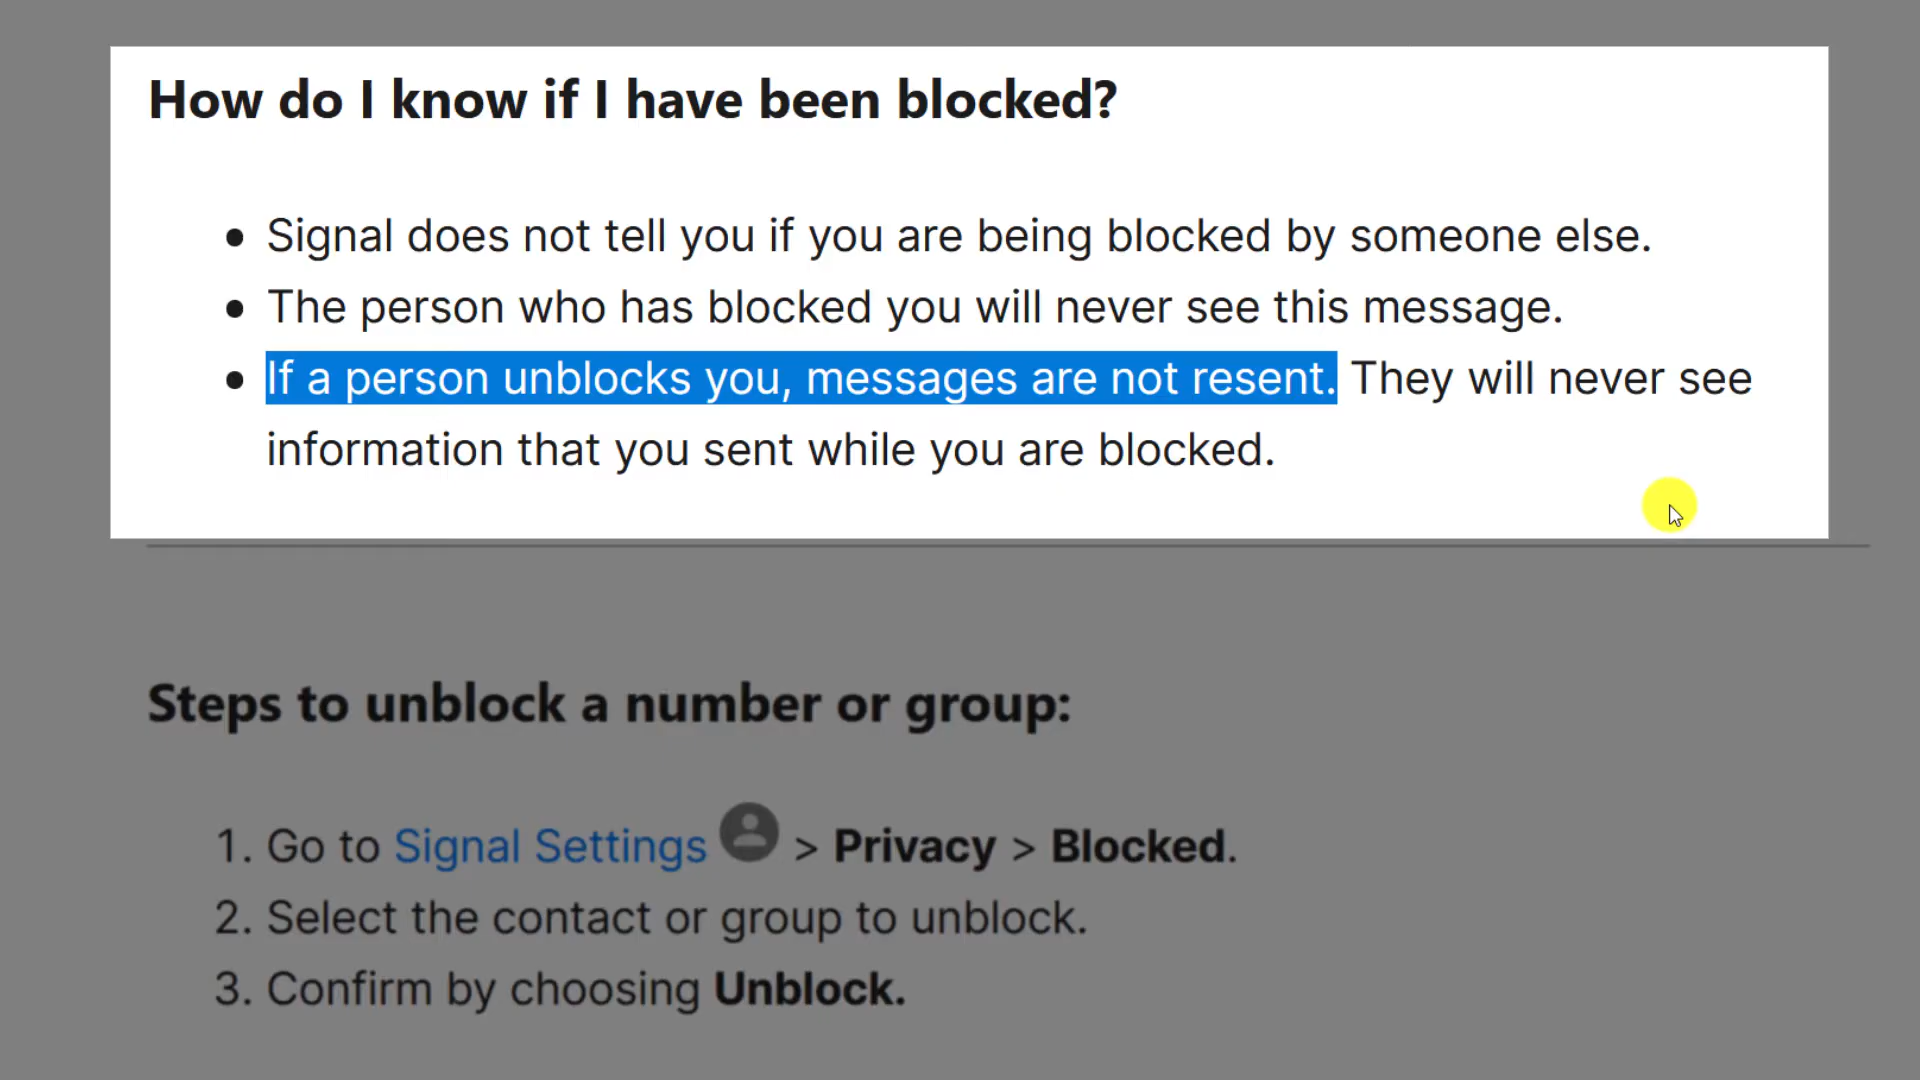 How do I know if I have been blocked?
• Signal does not tell you if you are being blocked by someone else.
• The person who has blocked you will never see this message.
• If a person unblocks you, messages are not resent. They will never see
information that you sent while you are blocked.
Steps to unblock a number or group:
1. Go to Signal Settings > Privacy > Blocked.
2. Select the contact or group to unblock.
3. Confirm by choosing Unblock.